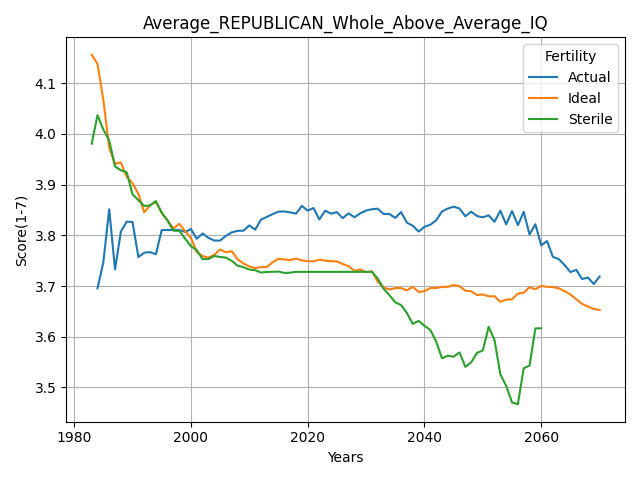 Average_REPUBLICAN_Whole_Above_Average_IQ
Fertility
Actual
Ideal
Sterile
Score(1-7)
4.1
4.0
3.9
3.8
3.7
3.6
3.5
1980
2000
2020
2040
2060
Years